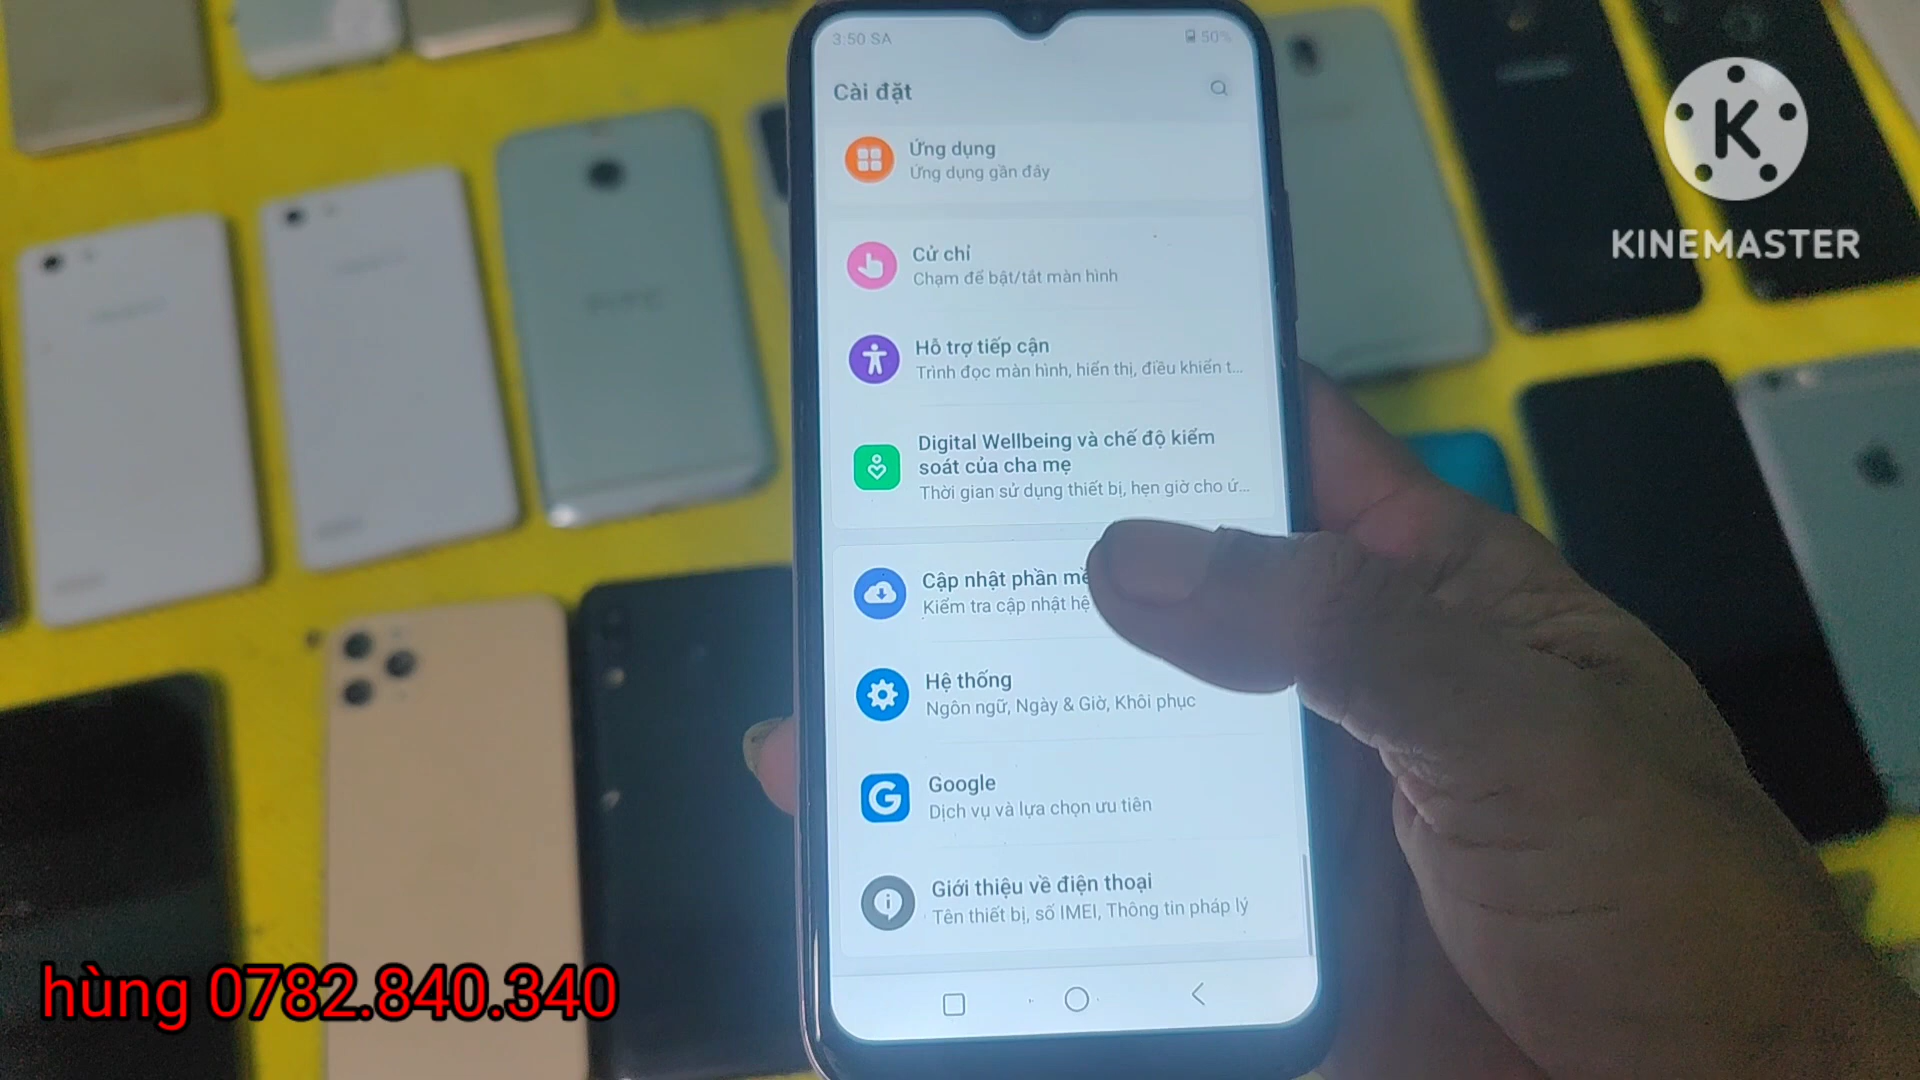 3:50 SA
50%
Cài đặt
Ứng dụng
Ứng dụng gần đây
Cử chỉ
Chạm để bật/tắt màn hình
Hỗ trợ tiếp cận
Trình đọc màn hình, hiển thị, điều khiển t...
Digital Wellbeing và chế độ kiểm
soát của cha mẹ
Thời gian sử dụng thiết bị, hẹn giờ cho ứ...
Cập nhật phần mề
Kiểm tra cập nhật hệ
Hệ thống
Ngôn ngữ, Ngày & Giờ, Khôi phục
Google
Dịch vụ và lựa chọn ưu tiên
Giới thiệu về điện thoại
Tên thiết bị, số IMEI, Thông tin pháp lý
K
KINEMASTER
hùng 0782.840.340